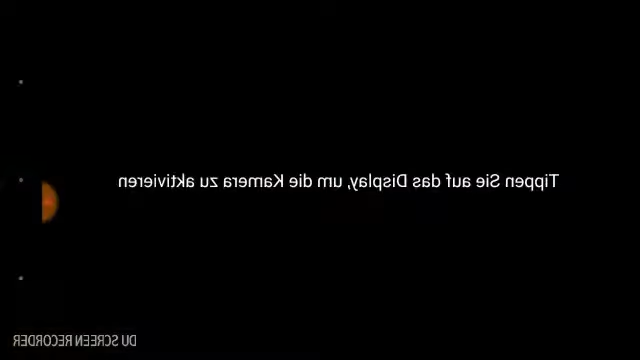 Tippen Sie auf das Display, um die Kamera zu aktivieren
DU SCREEN RECORDER